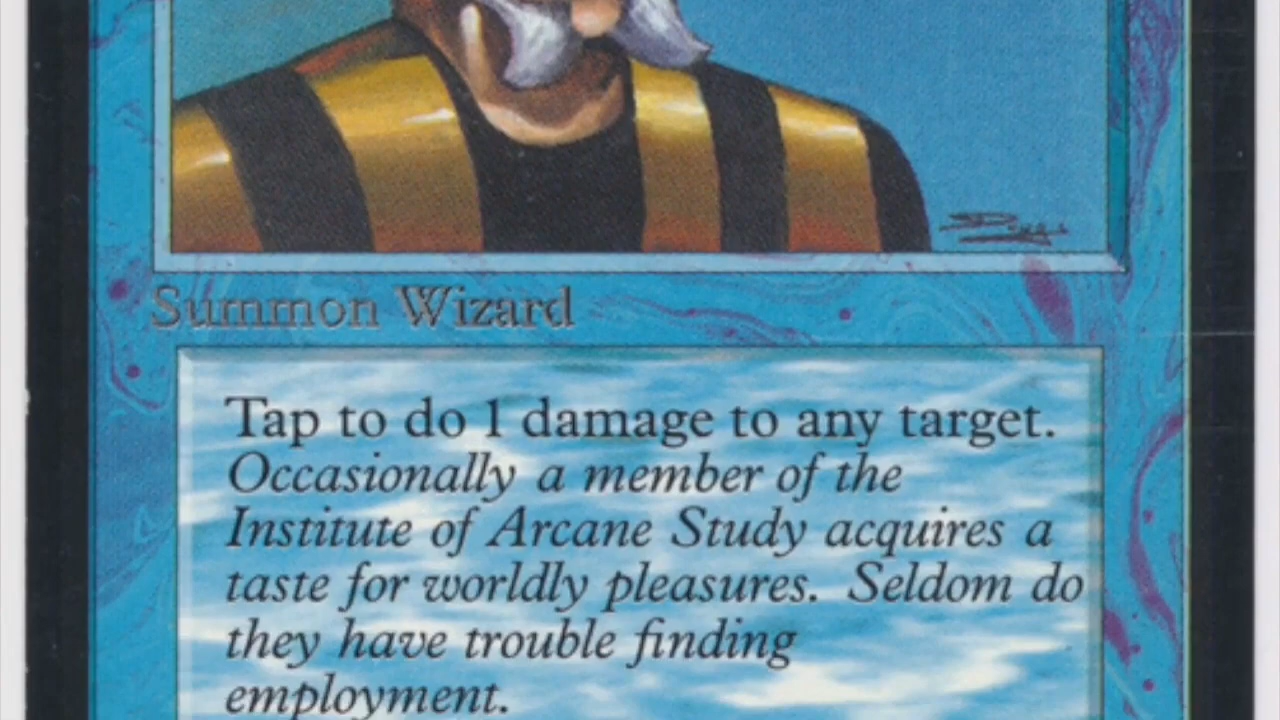 Summon Wizard
Tap to do 1 damage to any target.
Occasionally a member of the
Institute of Arcane Study acquires a
taste for worldly pleasures. Seldom do
they have trouble finding
employment.